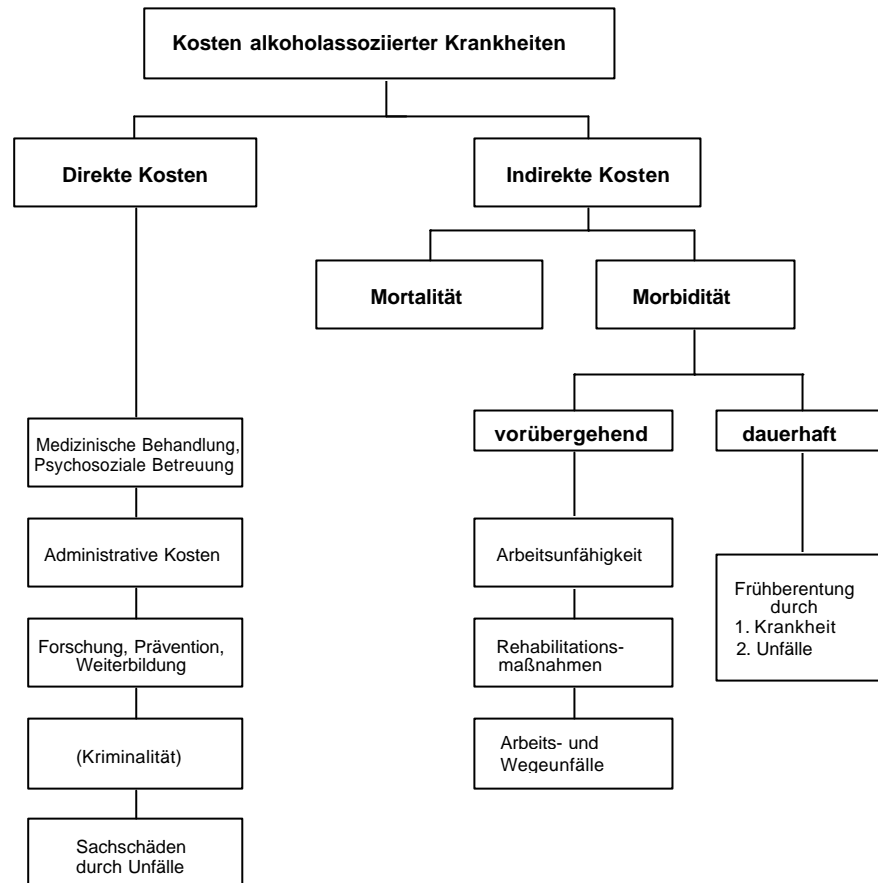 Kosten alkoholassoziierter Krankheiten
Direkte Kosten
Indirekte Kosten
Mortalität
Morbidität
vorübergehend
dauerhaft
Medizinische Behandlung,
Psychosoziale Betreuung
Administrative Kosten
Forschung, Prävention,
Weiterbildung
(Kriminalität)
Sachschäden
durch Unfälle
Arbeitsunfähigkeit
Rehabilitations-
maßnahmen
Arbeits- und
Wegeunfälle
Frühberentung
durch
1. Krankheit
2. Unfälle